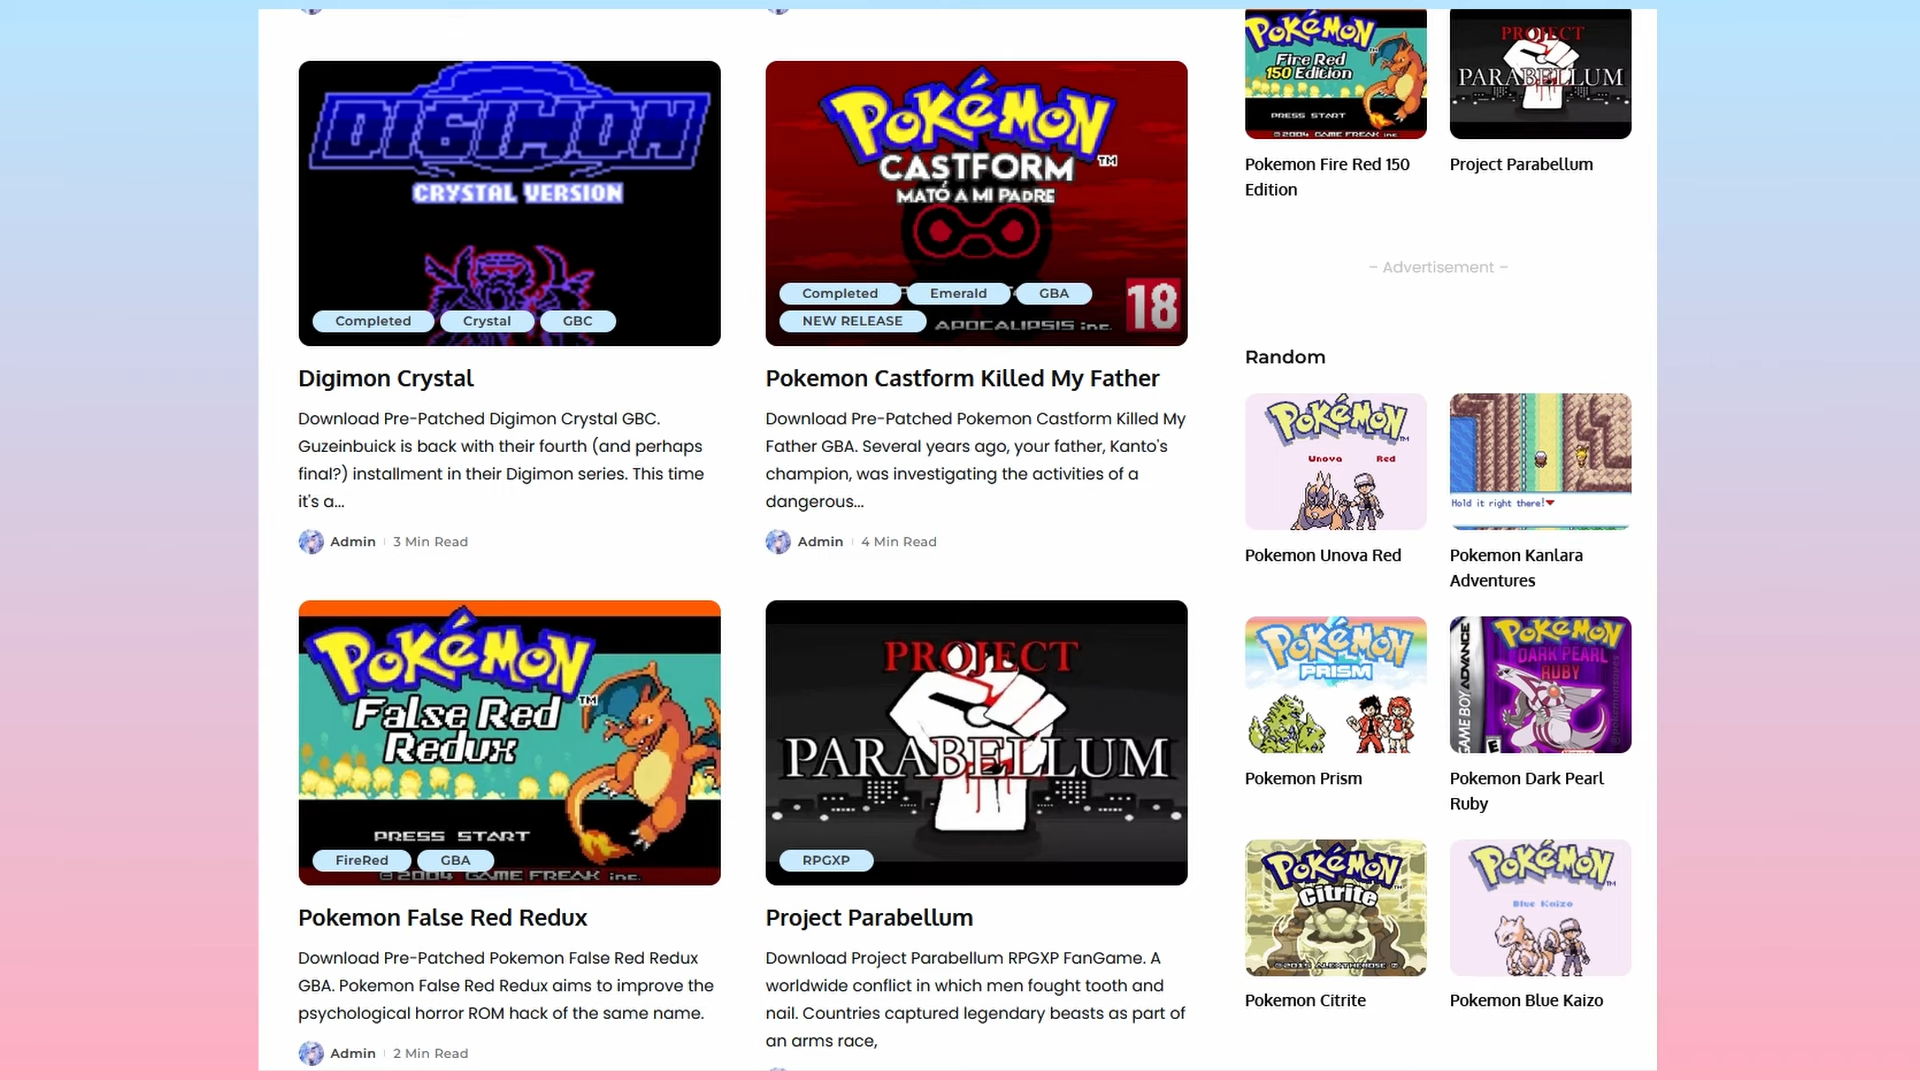 DIGIMON
CRYSTAL VERSION
Completed
Crystal
GBC
Digimon Crystal
Download Pre-Patched Digimon Crystal GBC.
Guzeinbuick is back with their fourth (and perhaps
final?) installment in their Digimon series. This time
it's a...
Admin
3 Min Read
POKéMON
TM
CASTFORM
MATÓ A MI PADRE
Completed
Emerald
GBA
NEW RELEASE
APOCALIPSIS inc.
18
Pokemon Castform Killed My Father
Download Pre-Patched Pokemon Castform Killed My
Father GBA. Several years ago, your father, Kanto's
champion, was investigating the activities of a
dangerous...
Admin
4 Min Read
POKéMON
TM
False Red
Redux
PRESS START
FireRed
GBA
©2004 GAME FREAK inc.
Pokemon False Red Redux
Download Pre-Patched Pokemon False Red Redux
GBA. Pokemon False Red Redux aims to improve the
psychological horror ROM hack of the same name.
Admin
2 Min Read
PROJECT
PARABELLUM
RPGXP
Project Parabellum
Download Project Parabellum RPGXP FanGame. A
worldwide conflict in which men fought tooth and
nail. Countries captured legendary beasts as part of
an arms race,
POKéMON
Fire Red
150 Edition
PRESS START
©2004 GAME FREAK inc.
Pokemon Fire Red 150
Edition
PROJECT
PARABELLUM
Project Parabellum
– Advertisement –
Random
POKéMON
TM
Unova Red
Pokemon Unova Red
Hold it right there!
Pokemon Kanlara
Adventures
POKéMON
PRISM
Pokemon Prism
GAME BOY ADVANCE
POKéMON
DARK PEARL
RUBY
E
Pokemon Dark Pearl
Ruby
POKéMON
Citrite
Pokemon Citrite
POKéMON
TM
Blue Kaizo
Pokemon Blue Kaizo